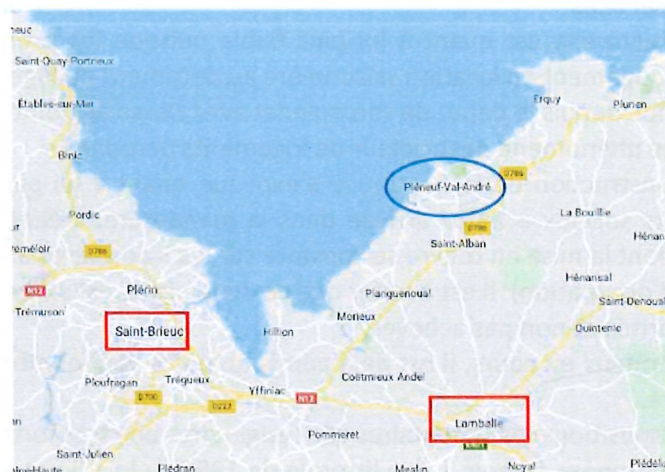 Saint-Quay Portrieux
Étables-sur-Mer
Binic
Pordic
D786
N12
Trémuson
Plérin
Saint-Brieuc
Ploufragan
Trégueux
D700
D222
Saint-Julien
Plédran
Yffiniac
Hillion
N12
Pommeret
Morieux
Coëtmieux Andel
Planguenoual
Saint-Alban
D786
Pléneuf-Val-André
D786
Erquy
Plurien
La Bouillie
Hénansal
Saint-Denoual
Quintenic
Lamballe
Meslin
Noyal